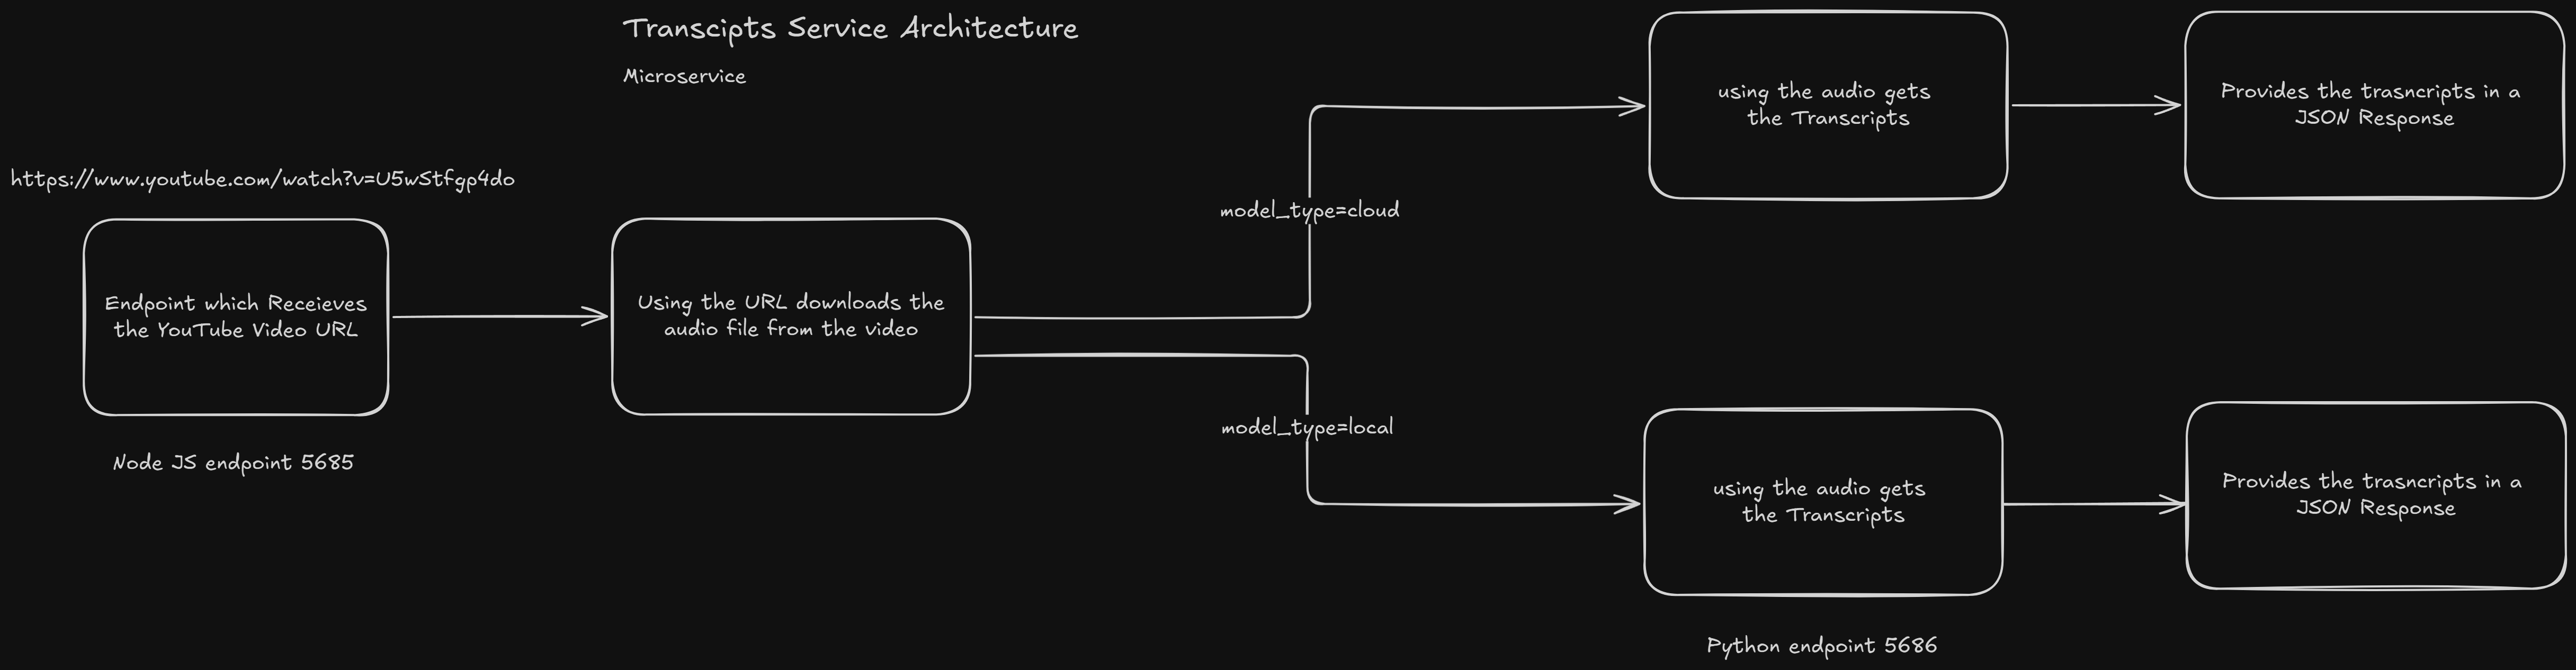 Transcipts Service Architecture
Microservice
https://www.youtube.com/watch?v=U5wStfgp4do
Endpoint which Receieves
the YouTube Video URL
Node JS endpoint 5685
Using the URL downloads the
audio file from the video
model_type=cloud
using the audio gets
the Transcripts
Provides the trasncripts in a
JSON Response
model_type=local
using the audio gets
the Transcripts
Python endpoint 5686
Provides the trasncripts in a
JSON Response